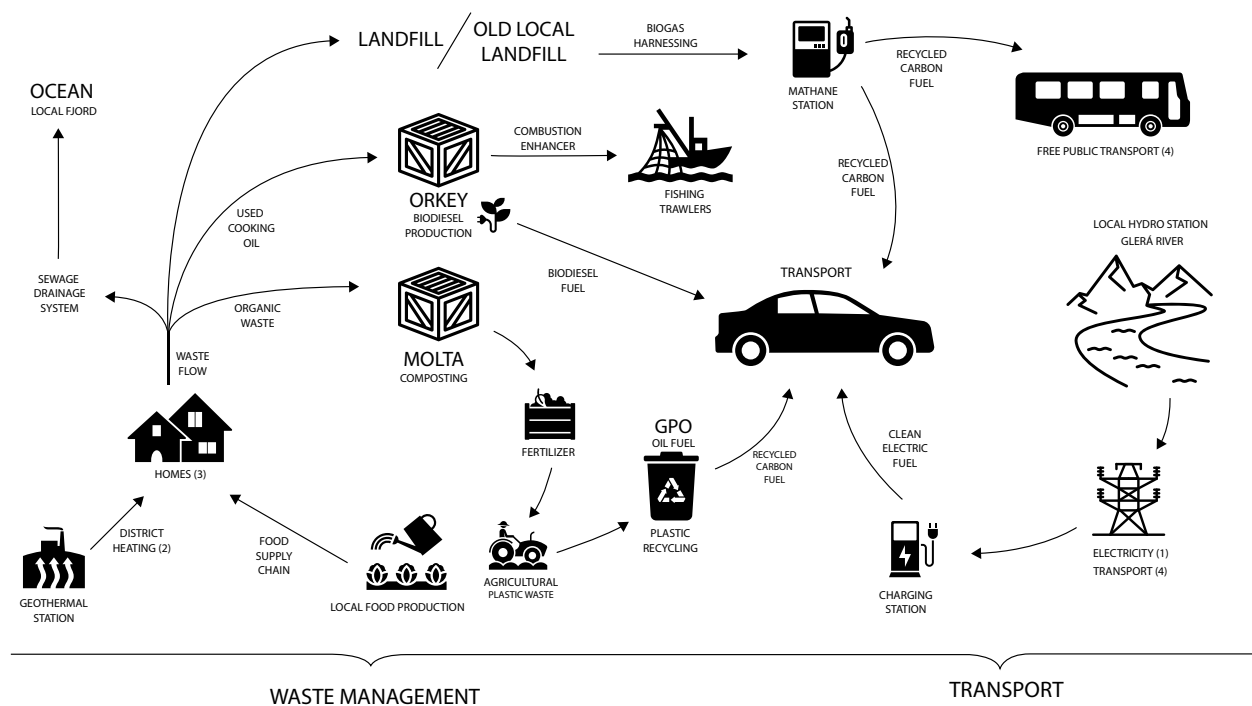 LANDFILL
OLD LOCAL
LANDFILL
BIOGAS
HARNESSING
MATHANE
STATION
RECYCLED
CARBON
FUEL
FREE PUBLIC TRANSPORT (4)
OCEAN
LOCAL FJORD
COMBUSTION
ENHANCER
FISHING
TRAWLERS
RECYCLED
CARBON
FUEL
ORKEY
BIODIESEL
PRODUCTION
USED
COOKING
OIL
BIODIESEL
FUEL
LOCAL HYDRO STATION
GLERÁ RIVER
SEWAGE
DRAINAGE
SYSTEM
ORGANIC
WASTE
TRANSPORT
WASTE
FLOW
MOLTA
COMPOSTING
HOMES (3)
FERTILIZER
GPO
OIL FUEL
RECYCLED
CARBON
FUEL
CLEAN
ELECTRIC
FUEL
DISTRICT
HEATING (2)
FOOD
SUPPLY
CHAIN
PLASTIC
RECYCLING
ELECTRICITY (1)
TRANSPORT (4)
GEOTHERMAL
STATION
LOCAL FOOD PRODUCTION
AGRICULTURAL
PLASTIC WASTE
CHARGING
STATION
WASTE MANAGEMENT
TRANSPORT